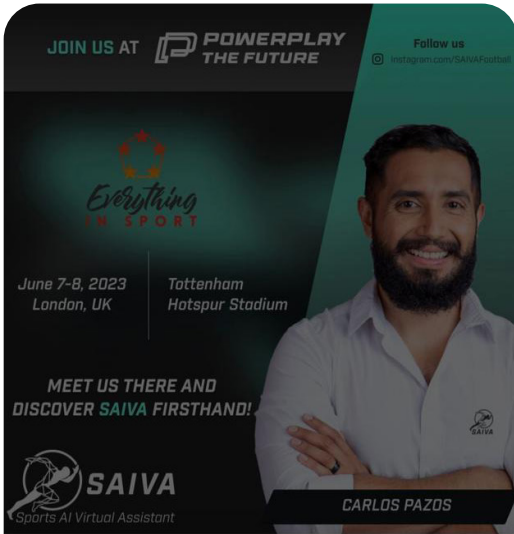 JOIN US AT
POWERPLAY
THE FUTURE
Follow us
Instagram.com/SAIVAFootball
Everything
IN SPORT
June 7-8, 2023
London, UK
Tottenham
Hotspur Stadium
MEET US THERE AND
DISCOVER SAIVA FIRSTHAND!
SAIVA
SAIVA
Sports AI Virtual Assistant
CARLOS PAZOS